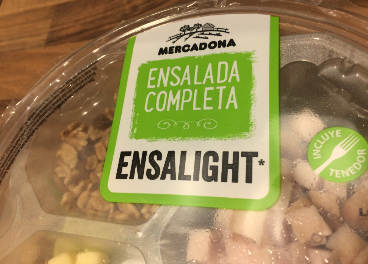 MERCADONA
ENSALADA
COMPLETA
ENSALIGHT*
INCLUYE
TENEDOR